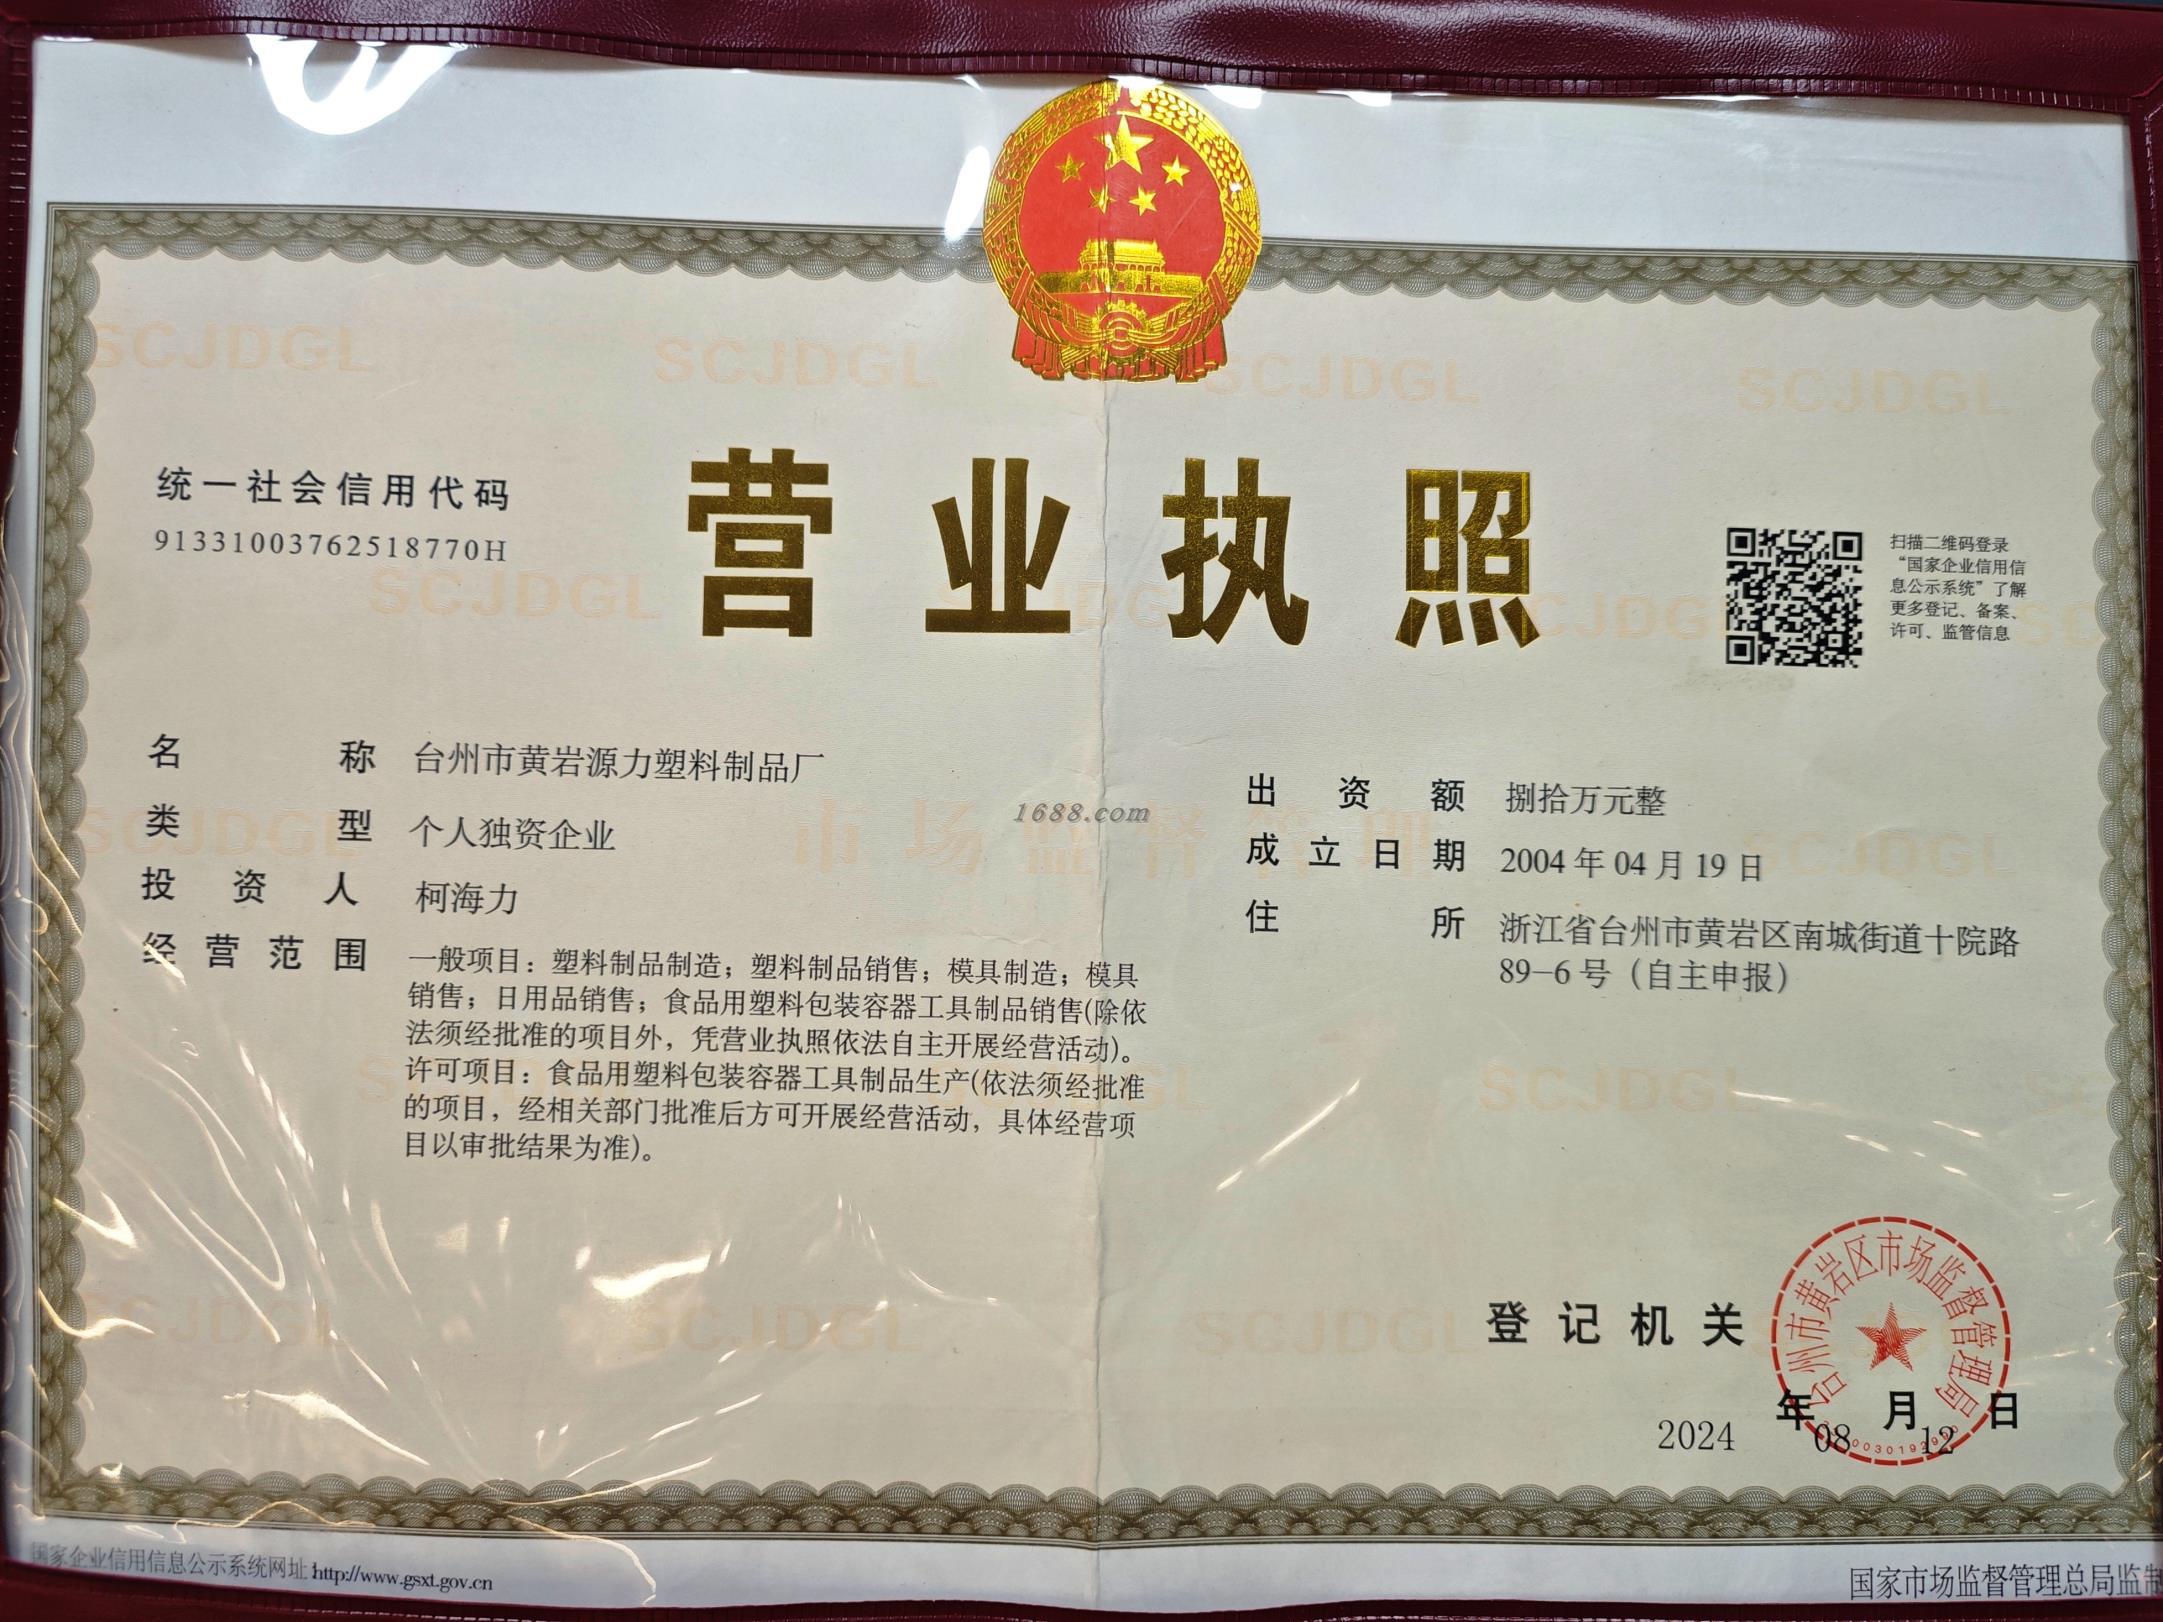 统一社会信用代码
91331003762518770H
营业执照
扫描二维码登录
“国家企业信用信
息公示系统”了解
更多登记、备案、
许可、监管信息
名称 台州市黄岩源力塑料制品厂
类型 个人独资企业
投资人 柯海力
经营范围 一般项目：塑料制品制造；塑料制品销售；模具制造；模具
销售；日用品销售；食品用塑料包装容器工具制品销售(除依
法须经批准的项目外，凭营业执照依法自主开展经营活动)。
许可项目：食品用塑料包装容器工具制品生产(依法须经批准
的项目，经相关部门批准后方可开展经营活动，具体经营项
目以审批结果为准)。
1688.com
出资额 捌拾万元整
成立日期 2004年04月19日
住所 浙江省台州市黄岩区南城街道十院路
89-6号（自主申报）
登记机关
台州市黄岩区市场监督管理局
2024年08月12日
国家企业信用信息公示系统网址:http://www.gsxt.gov.cn
国家市场监督管理总局监制
SCJDGL
市场监督管理